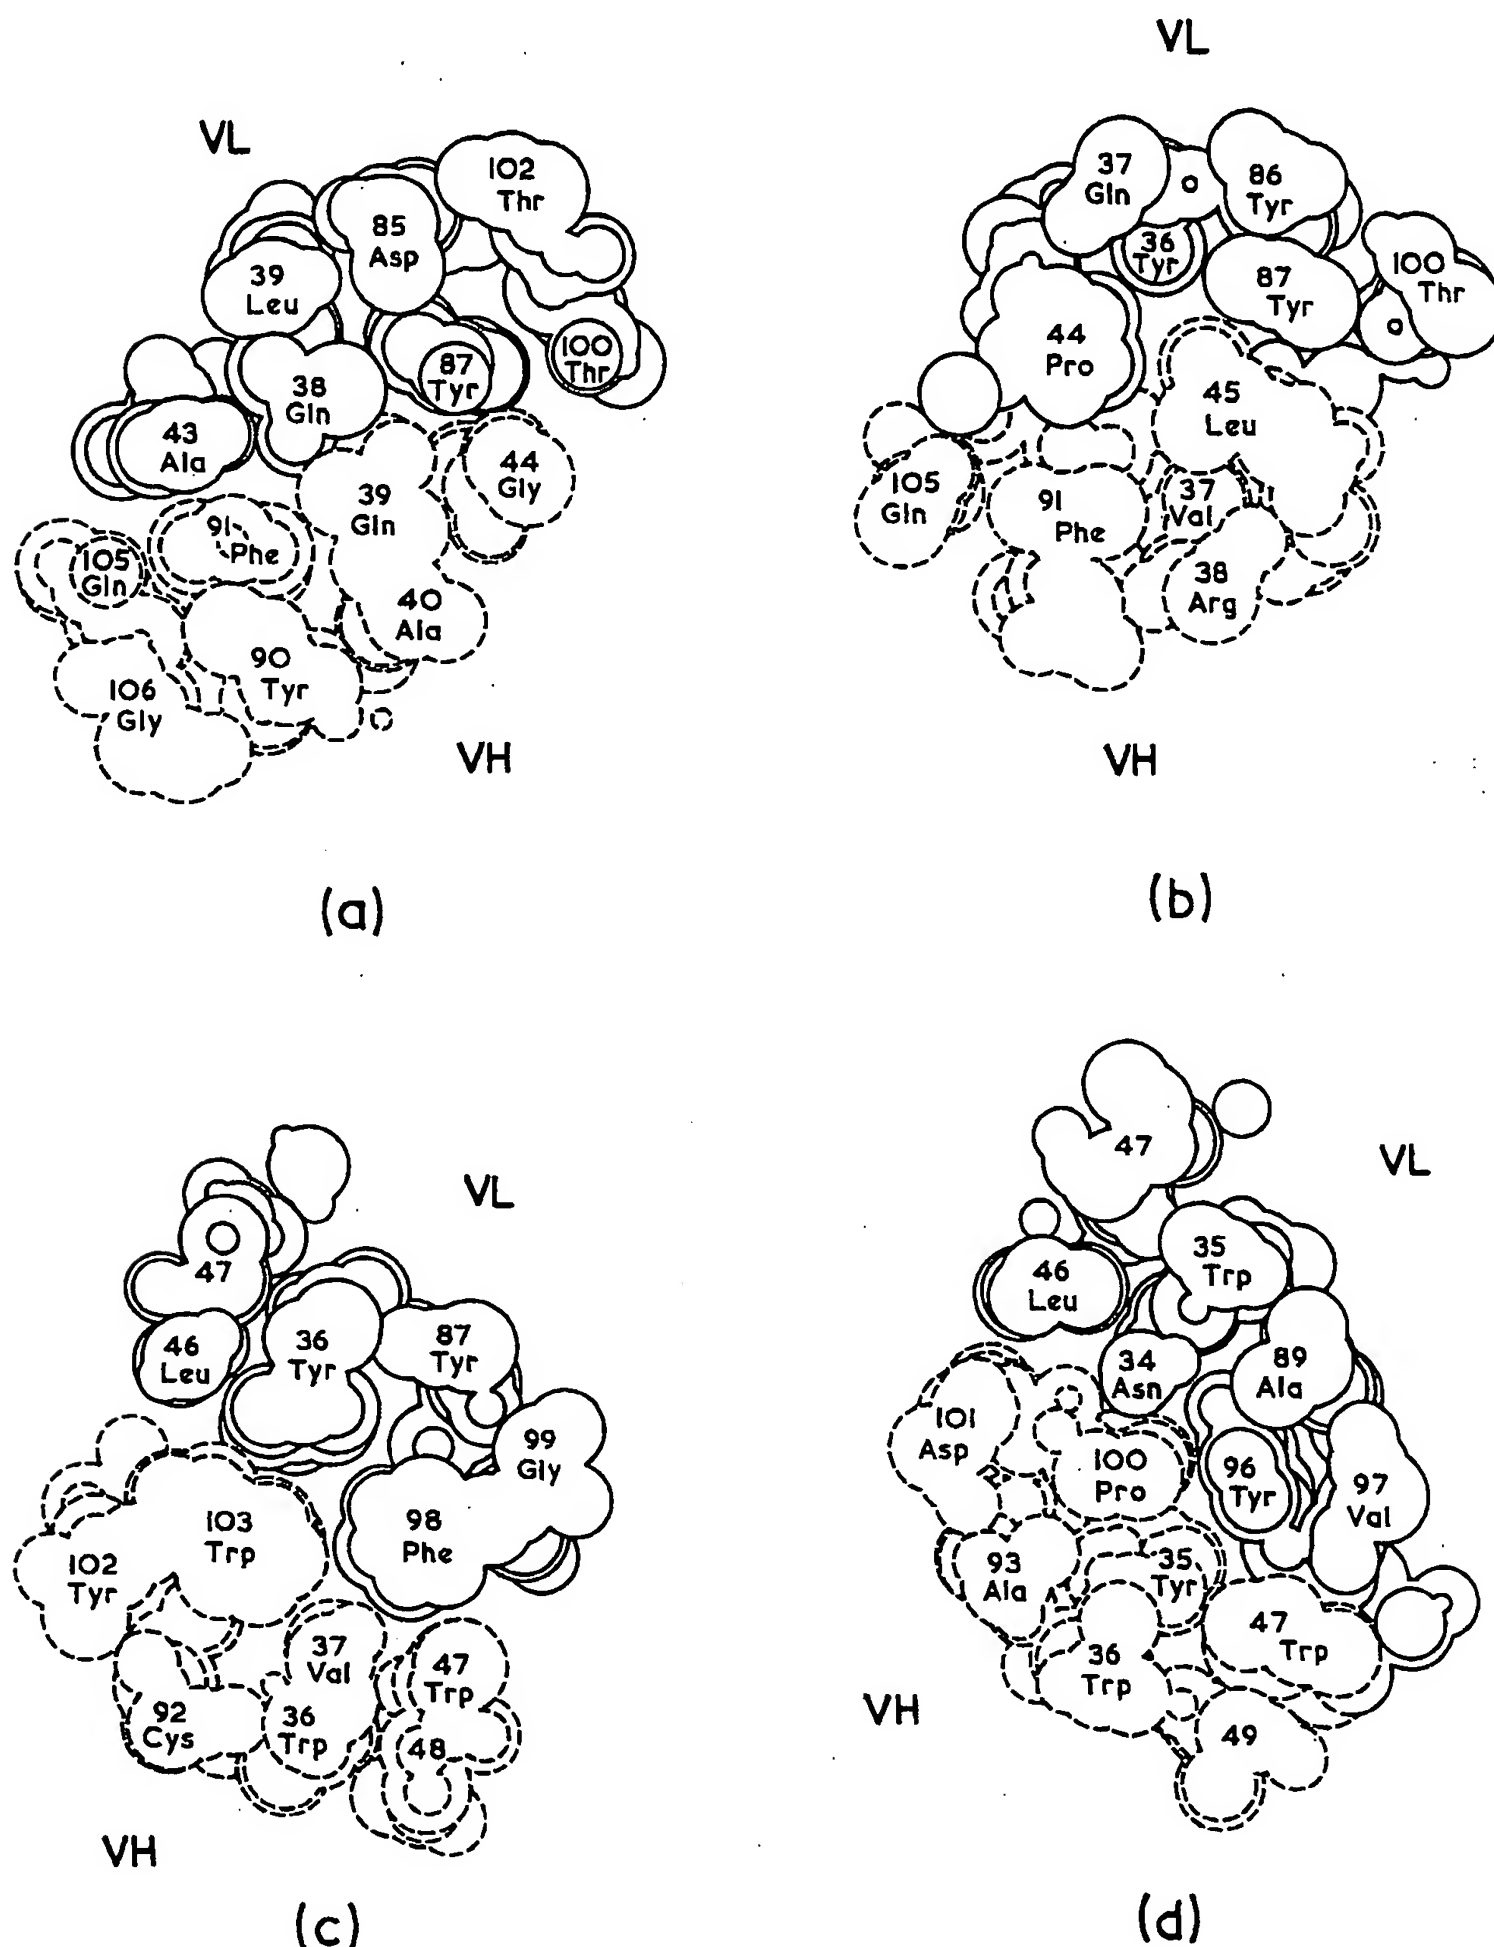 VL
102
Thr
85
Asp
39
Leu
100
Thr
87
Tyr
38
Gln
43
Ala
44
Gly
39
Gln
91
Phe
105
Gln
40
Ala
90
Tyr
106
Gly
VH
(a)
VL
37
Gln
86
Tyr
36
Tyr
100
Thr
87
Tyr
44
Pro
45
Leu
105
Gln
91
Phe
37
Val
38
Arg
VH
(b)
VL
47
46
Leu
36
Tyr
87
Tyr
99
Gly
103
Trp
98
Phe
102
Tyr
37
Val
47
Trp
92
Cys
36
Trp
48
VH
(c)
47
VL
35
Trp
46
Leu
34
Asn
89
Ala
101
Asp
100
Pro
96
Tyr
97
Val
93
Ala
35
Tyr
47
Trp
36
Trp
VH
49
(d)